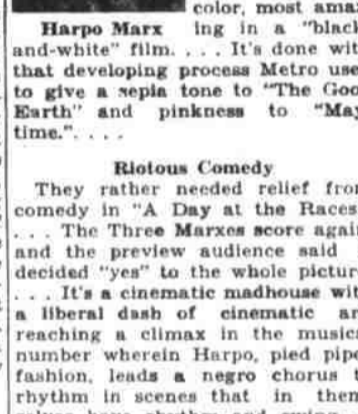 color, most amaz
Harpo Marx ing in a "black
and-white" film. . . . It's done wit
that developing process Metro use
to give a sepia tone to "The Goo
Earth" and pinkness to "May
time.". . . .
Riotous Comedy
They rather needed relief fron
comedy in "A Day at the Races
. . . The Three Marxes score again
and the preview audience said
decided "yes" to the whole pictur
. . . It's a cinematic madhouse wit
a liberal dash of cinematic ar
reaching a climax in the musica
number wherein Harpo, pied pipe
fashion, leads a negro chorus t
rhythm in scenes that in them